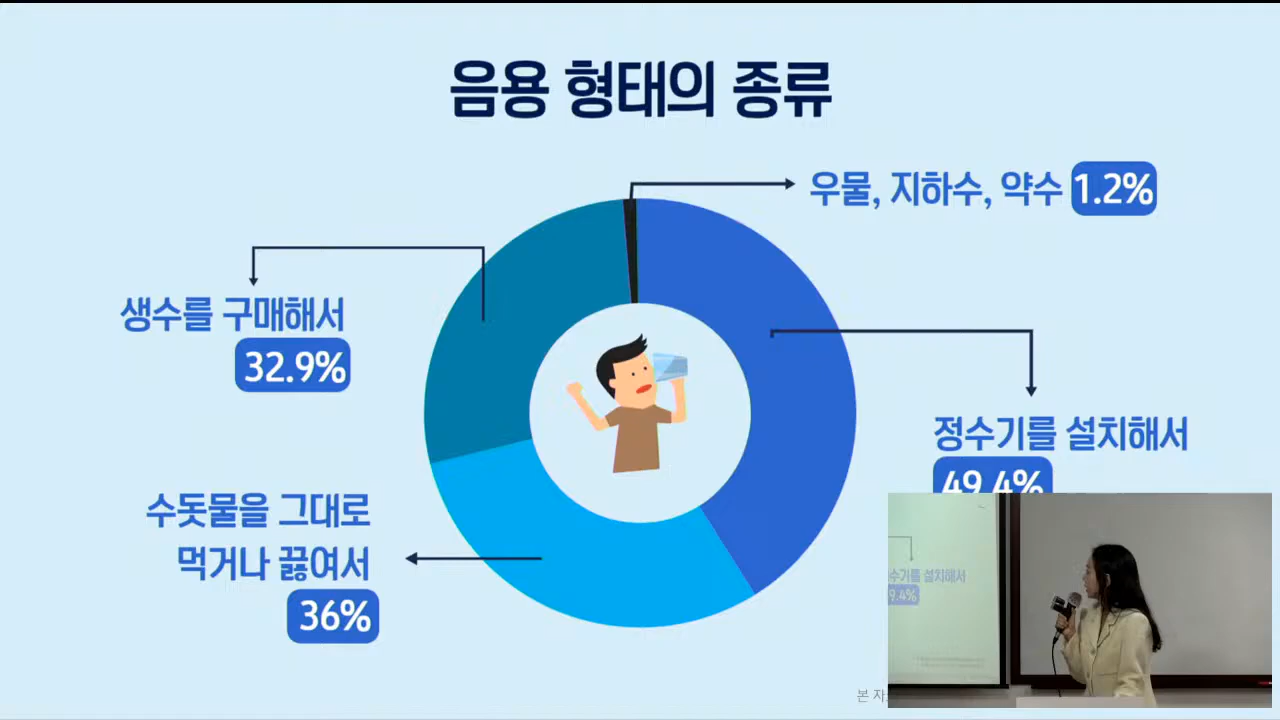 음용 형태의 종류
우물, 지하수, 약수 1.2%
생수를 구매해서
32.9%
정수기를 설치해서
49.4%
수돗물을 그대로
먹거나 끓여서
36%
수기를 설치해서
9.4%
본 자